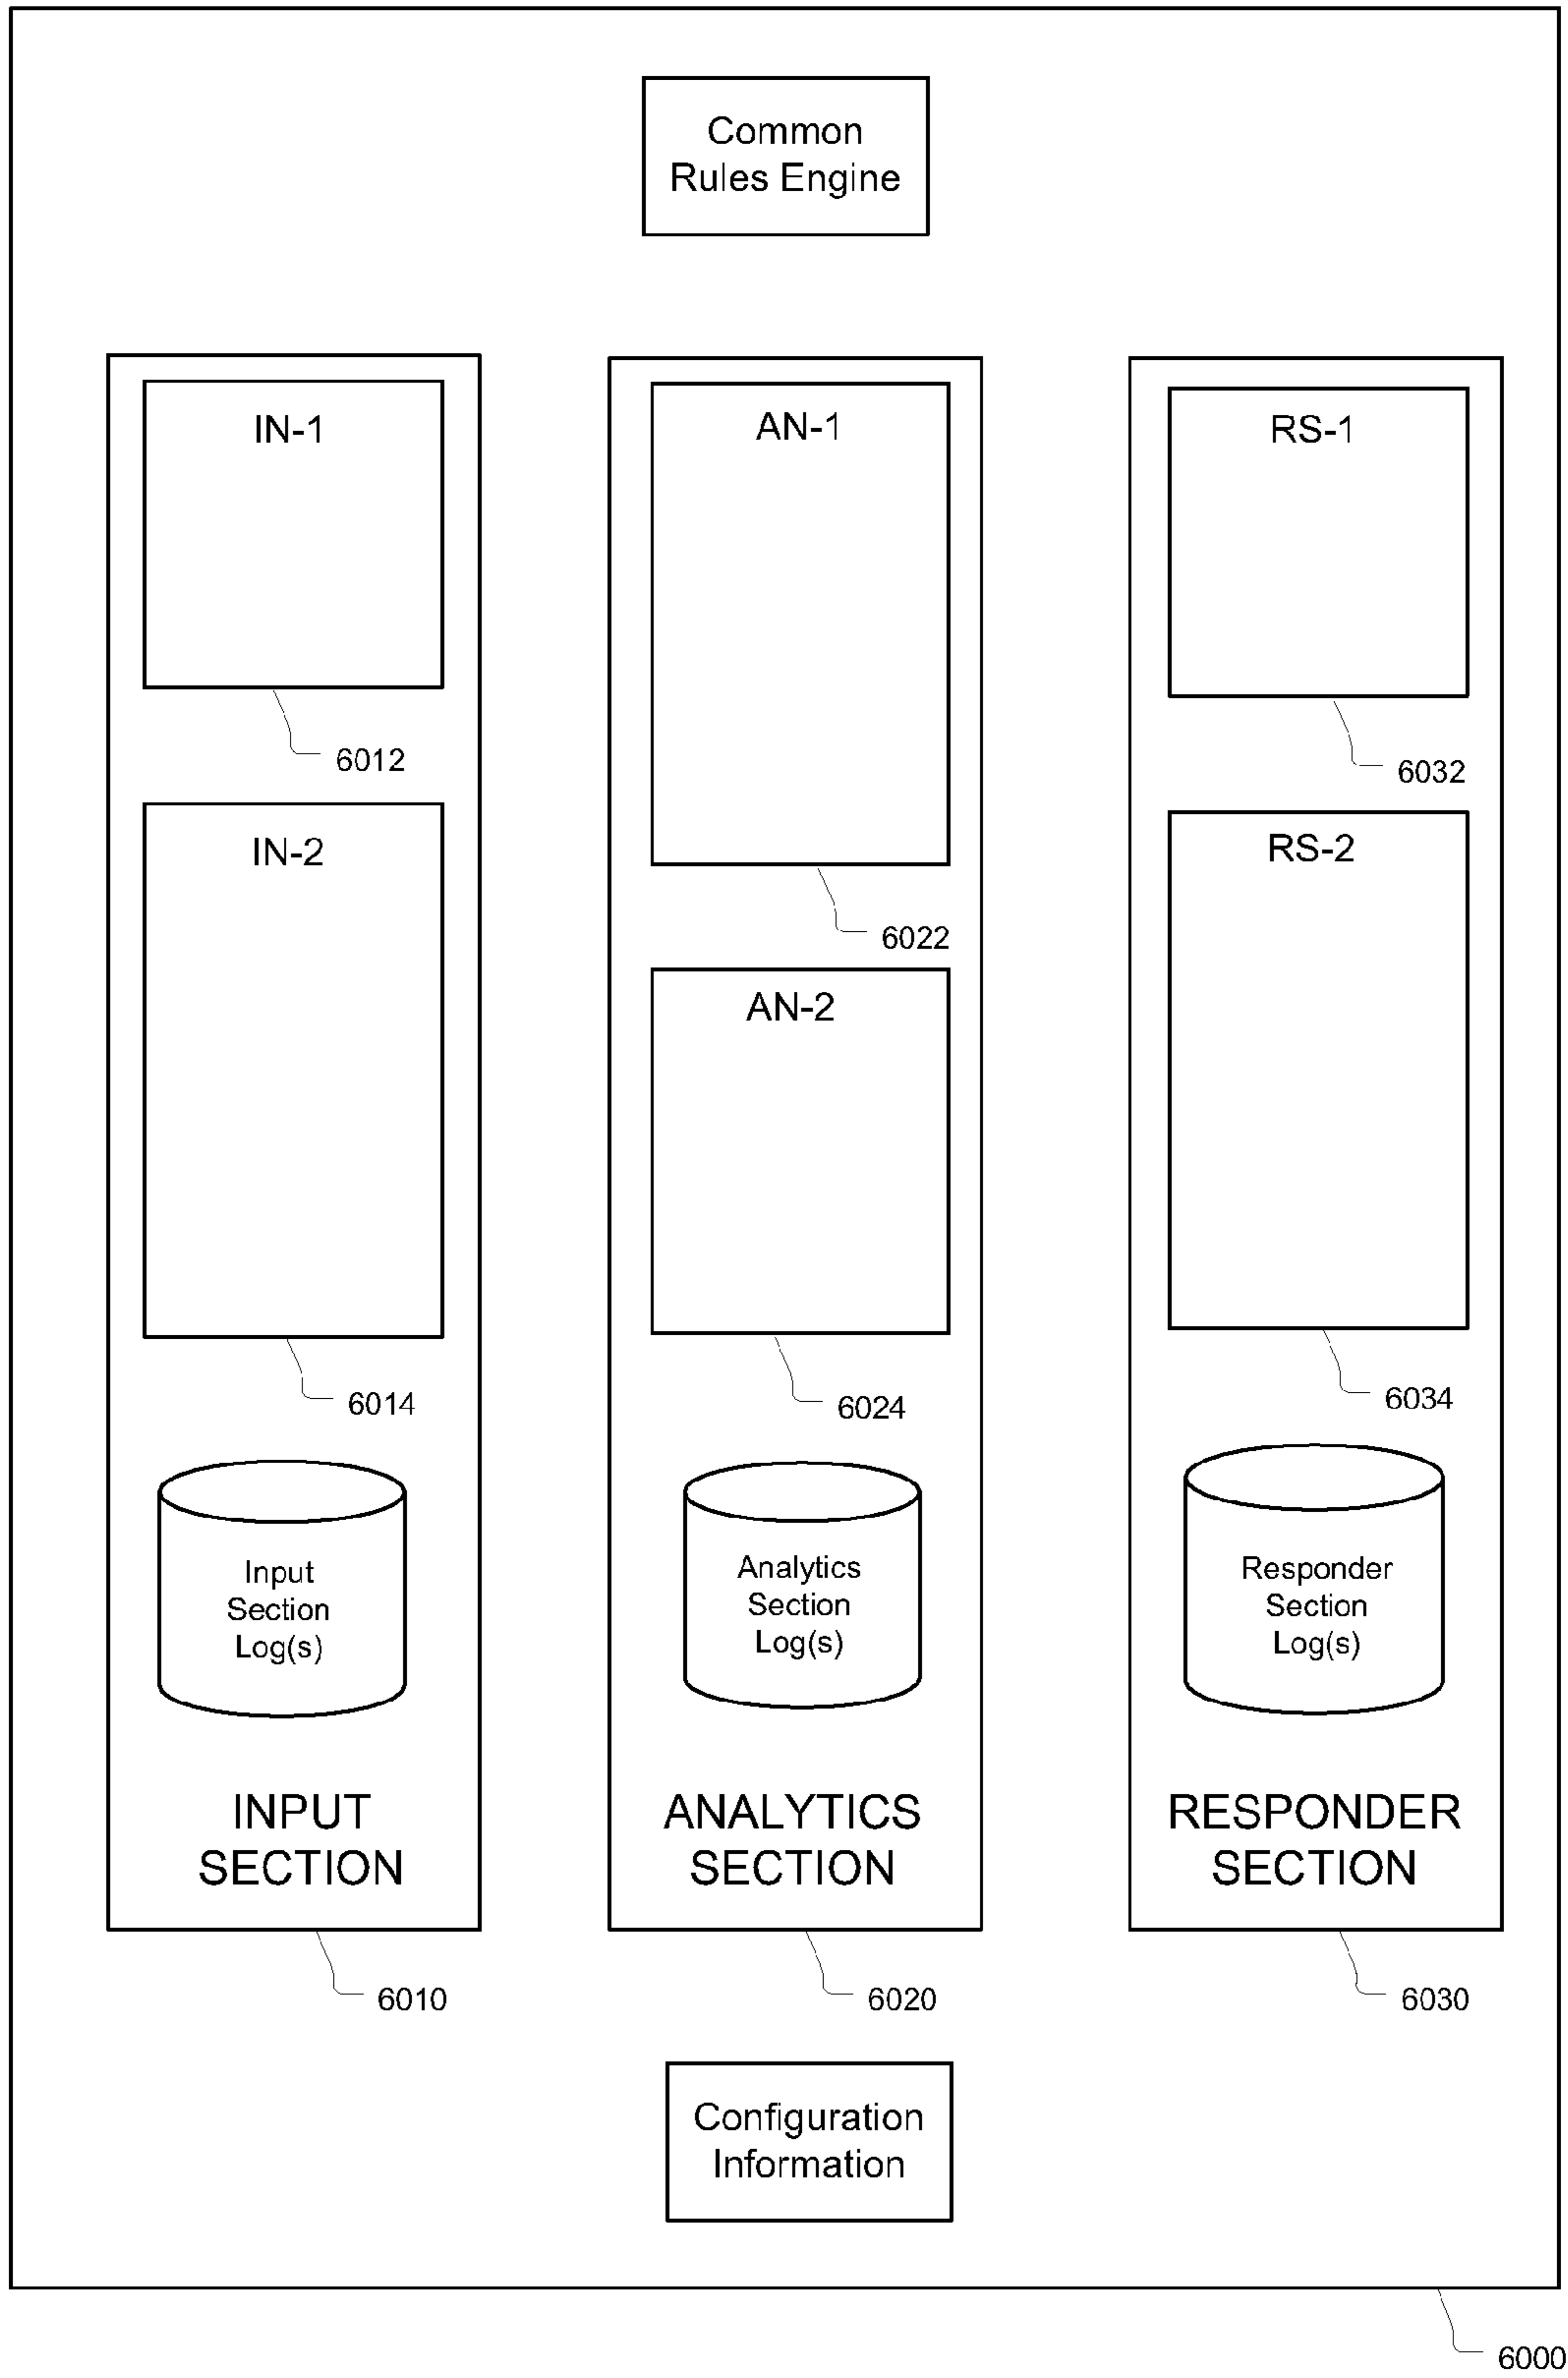 Common
Rules Engine
IN-1
6012
IN-2
6014
Input
Section
Log(s)
INPUT
SECTION
6010
AN-1
6022
AN-2
6024
Analytics
Section
Log(s)
ANALYTICS
SECTION
6020
RS-1
6032
RS-2
6034
Responder
Section
Log(s)
RESPONDER
SECTION
6030
Configuration
Information
6000